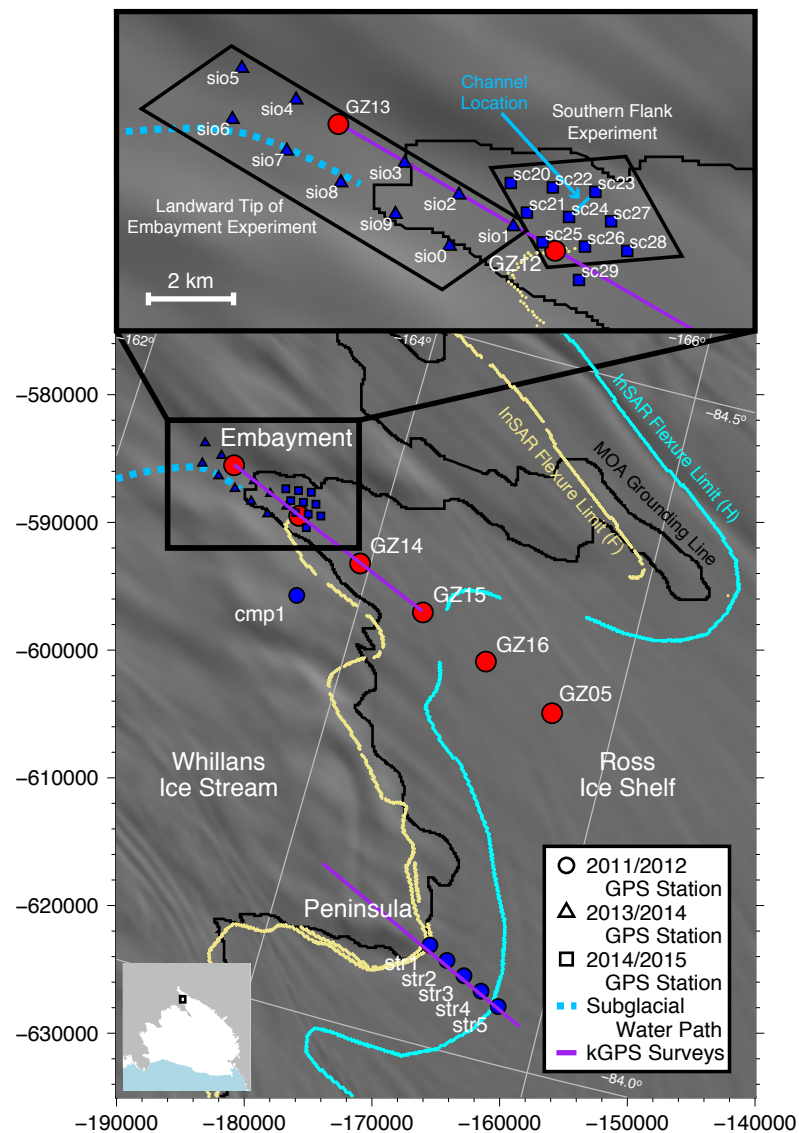 sio5
sio4
GZ13
sio6
sio7
sio3
sio8
sio2
sio9
sio1
sio0
Channel
Location
Southern Flank
Experiment
sc20
sc22
sc23
sc21
sc24
sc27
sc25
sc26
sc28
GZ12
sc29
Landward Tip of
Embayment Experiment
2 km
−162°
−164°
−166°
−84.5°
−84.0°
−580000
−590000
−600000
−610000
−620000
−630000
Embayment
InSAR Flexure Limit (F)
InSAR Flexure Limit (H)
MOA Grounding Line
GZ14
GZ15
cmp1
GZ16
GZ05
Whillans
Ice Stream
Ross
Ice Shelf
Peninsula
str1
str2
str3
str4
str5
2011/2012
GPS Station
2013/2014
GPS Station
2014/2015
GPS Station
Subglacial
Water Path
kGPS Surveys
−190000
−180000
−170000
−160000
−150000
−140000